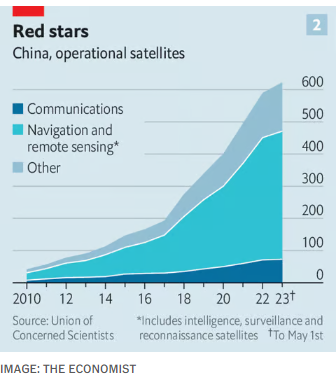 2
Red stars
China, operational satellites
Communications
Navigation and
remote sensing*
Other
600
500
400
300
200
100
0
2010 12 14 16 18 20 22 23†
Source: Union of
Concerned Scientists
*Includes intelligence, surveillance and
reconnaissance satellites †To May 1st
IMAGE: THE ECONOMIST